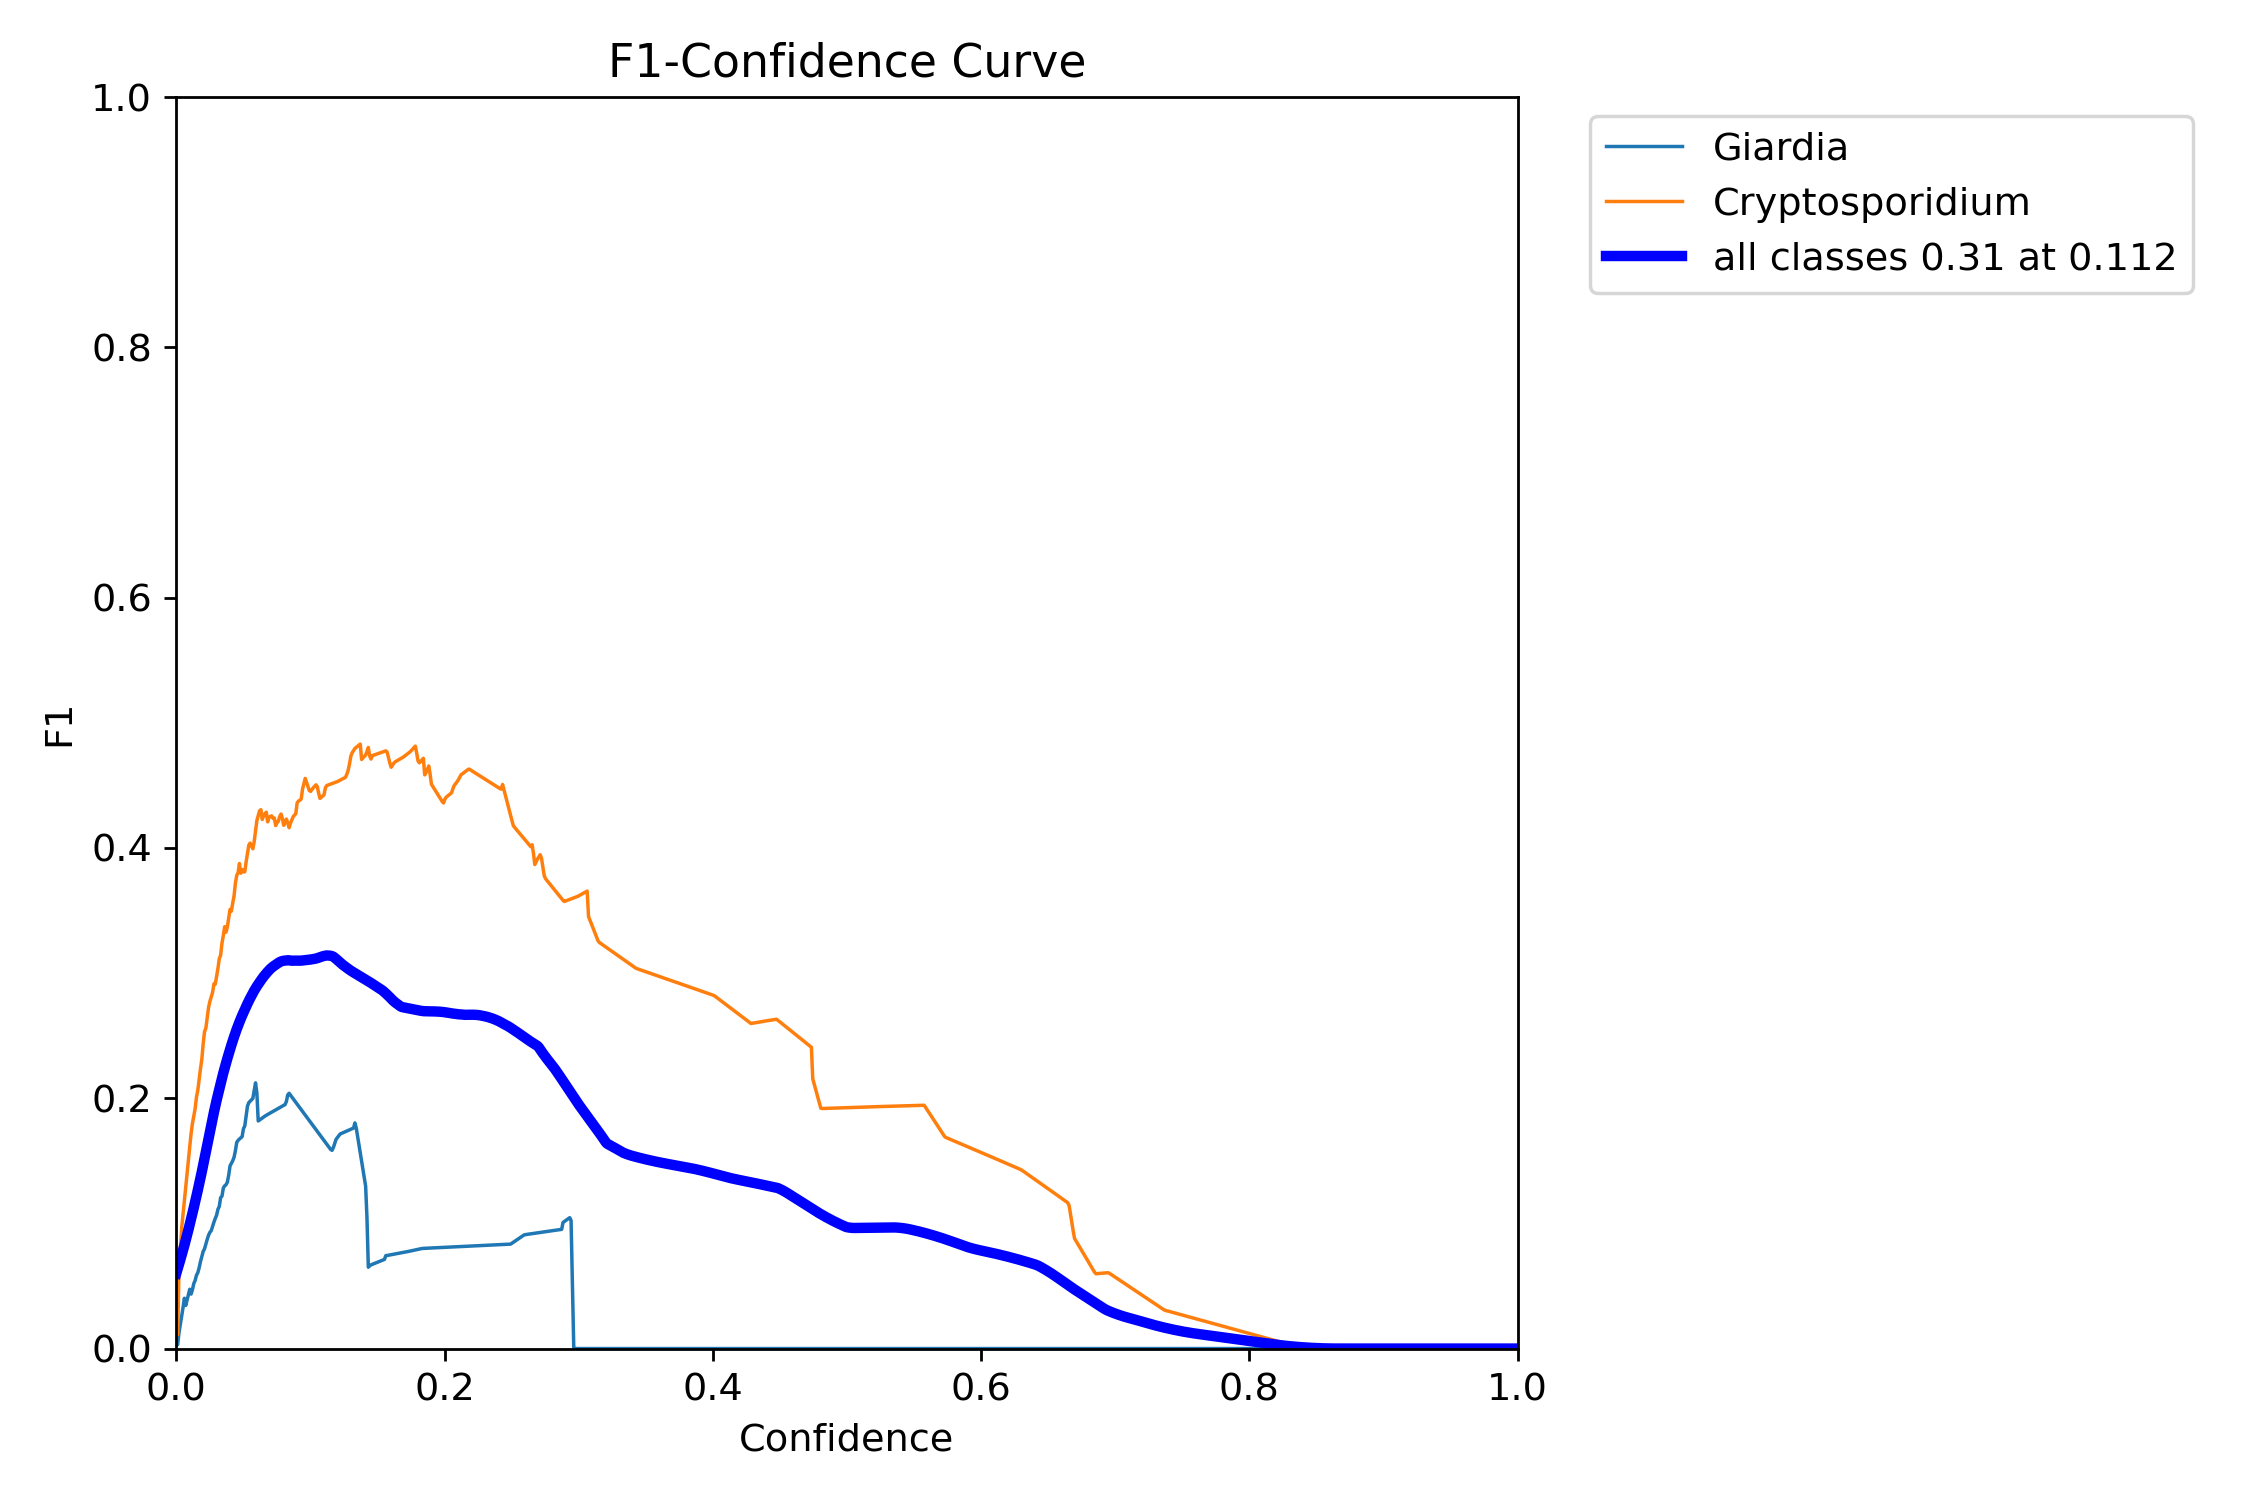 F1-Confidence Curve
Giardia
Cryptosporidium
all classes 0.31 at 0.112
F1
1.0
0.8
0.6
0.4
0.2
0.0
0.0 0.2 0.4 0.6 0.8 1.0
Confidence